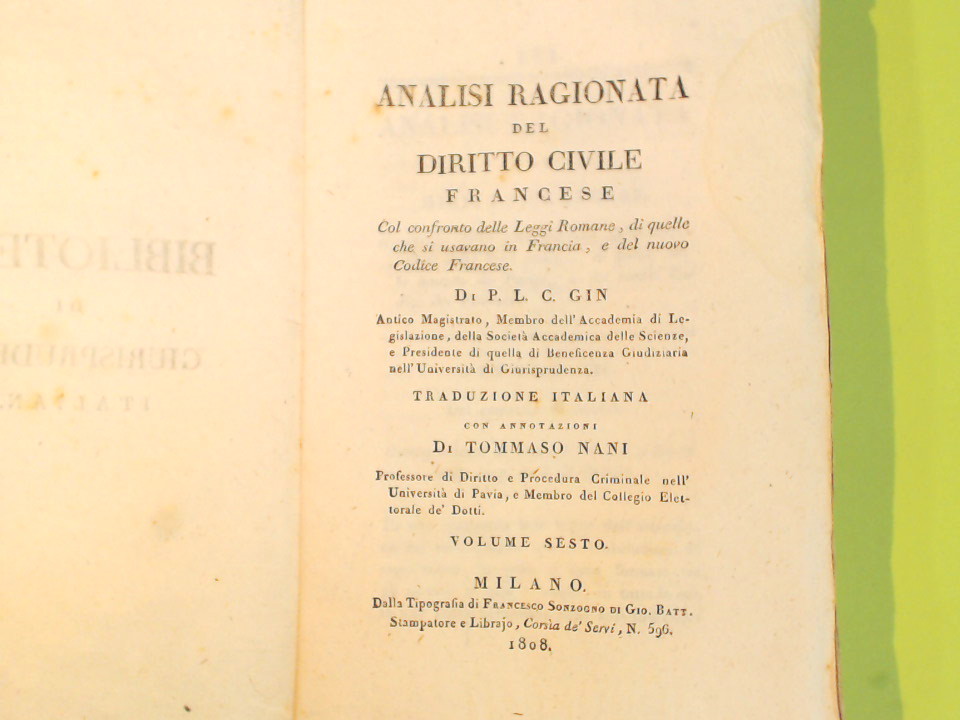 BIBLIOTE
DI
GIURISPRUDE
ITALIAN
ANALISI RAGIONATA
DEL
DIRITTO CIVILE
FRANCESE
Col confronto delle Leggi Romane, di quelle
che si usavano in Francia, e del nuovo
Codice Francese.
DI P. L. C. GIN
Antico Magistrato, Membro dell'Accademia di Le-
gislazione, della Società Accademica delle Scienze,
e Presidente di quella di Beneficenza Giudiziaria
nell'Università di Giurisprudenza.
TRADUZIONE ITALIANA
CON ANNOTAZIONI
DI TOMMASO NANI
Professore di Diritto e Procedura Criminale nell'
Università di Pavia, e Membro del Collegio Elet-
torale de' Dotti.
VOLUME SESTO.
MILANO.
Dalla Tipografia di FRANCESCO SONZOGNO DI GIO. BATT.
Stampatore e Librajo, Corsia de' Servi, N. 596.
1808.